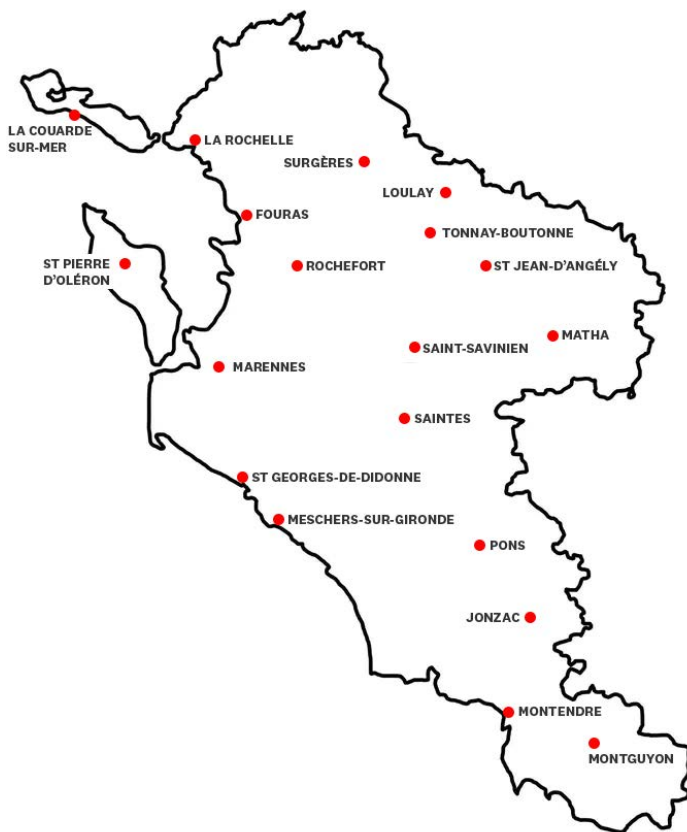 LA COUARDE
SUR-MER
LA ROCHELLE
SURGÈRES
LOULAY
FOURAS
TONNAY-BOUTONNE
ST PIERRE
D'OLÉRON
ROCHEFORT
ST JEAN-D'ANGÉLY
MATHA
SAINT-SAVINIEN
MARENNES
SAINTES
ST GEORGES-DE-DIDONNE
MESCHERS-SUR-GIRONDE
PONS
JONZAC
MONTENDRE
MONTGUYON